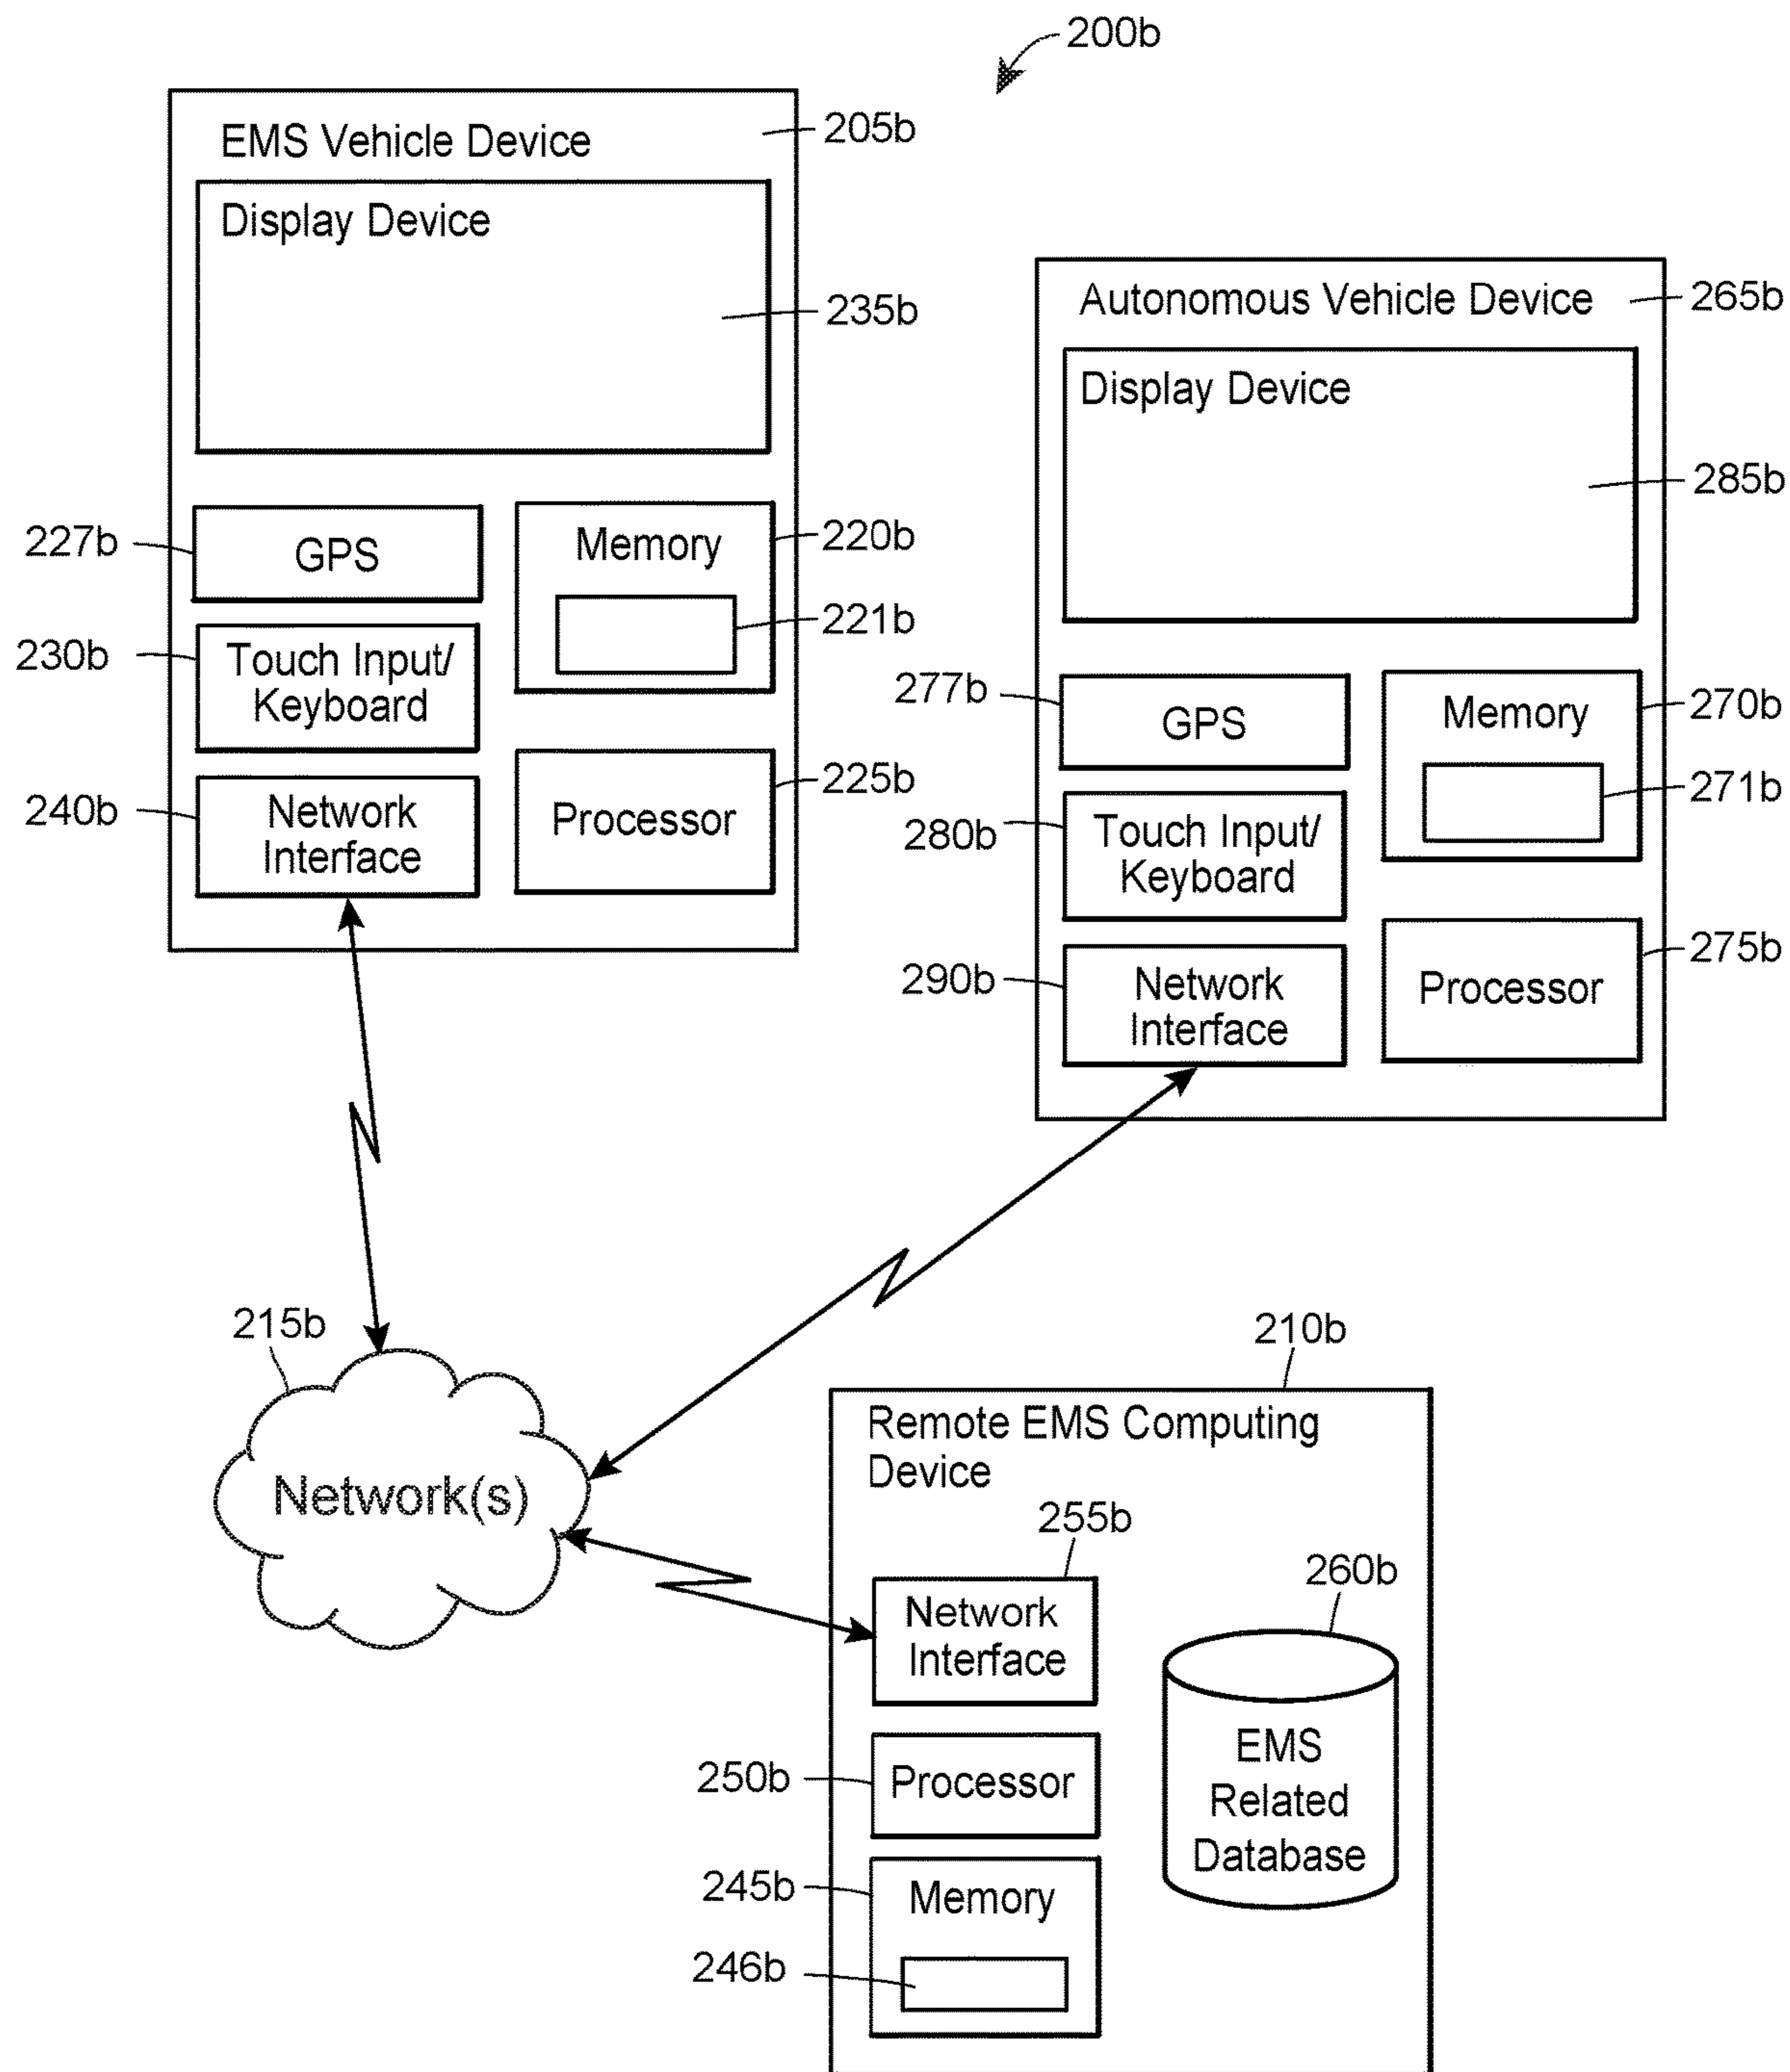 200b
EMS Vehicle Device
205b
Display Device
235b
227b
GPS
Memory
220b
221b
230b
Touch Input/
Keyboard
240b
Network
Interface
Processor
225b
Autonomous Vehicle Device
265b
Display Device
285b
277b
GPS
Memory
270b
271b
280b
Touch Input/
Keyboard
290b
Network
Interface
Processor
275b
215b
Network(s)
210b
Remote EMS Computing
Device
255b
Network
Interface
260b
EMS
Related
Database
250b
Processor
245b
Memory
246b